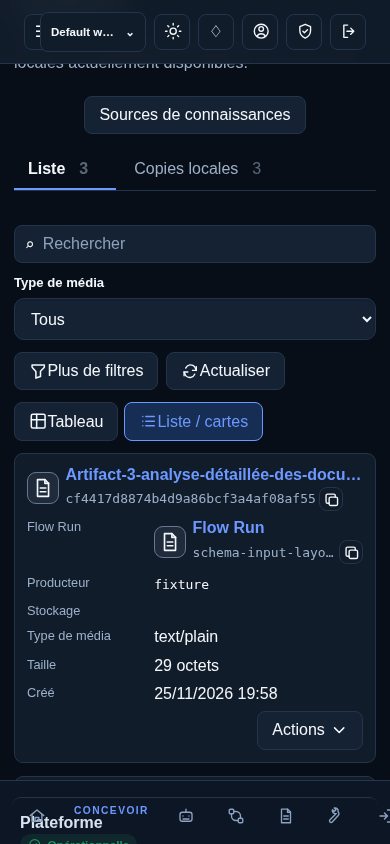 Default w…
locales actuellement disponibles.
Sources de connaissances
Liste 3 Copies locales 3
Rechercher
Type de média
Tous
Plus de filtres Actualiser
Tableau Liste / cartes
Artifact-3-analyse-détaillée-des-docu…
cf4417d8874b4d9a86bcf3a4af08af55
Flow Run Flow Run
schema-input-layo…
Producteur fixture
Stockage
Type de média text/plain
Taille 29 octets
Créé 25/11/2026 19:58
Actions
CONCEVOIR
Plateforme
Opérationnelle